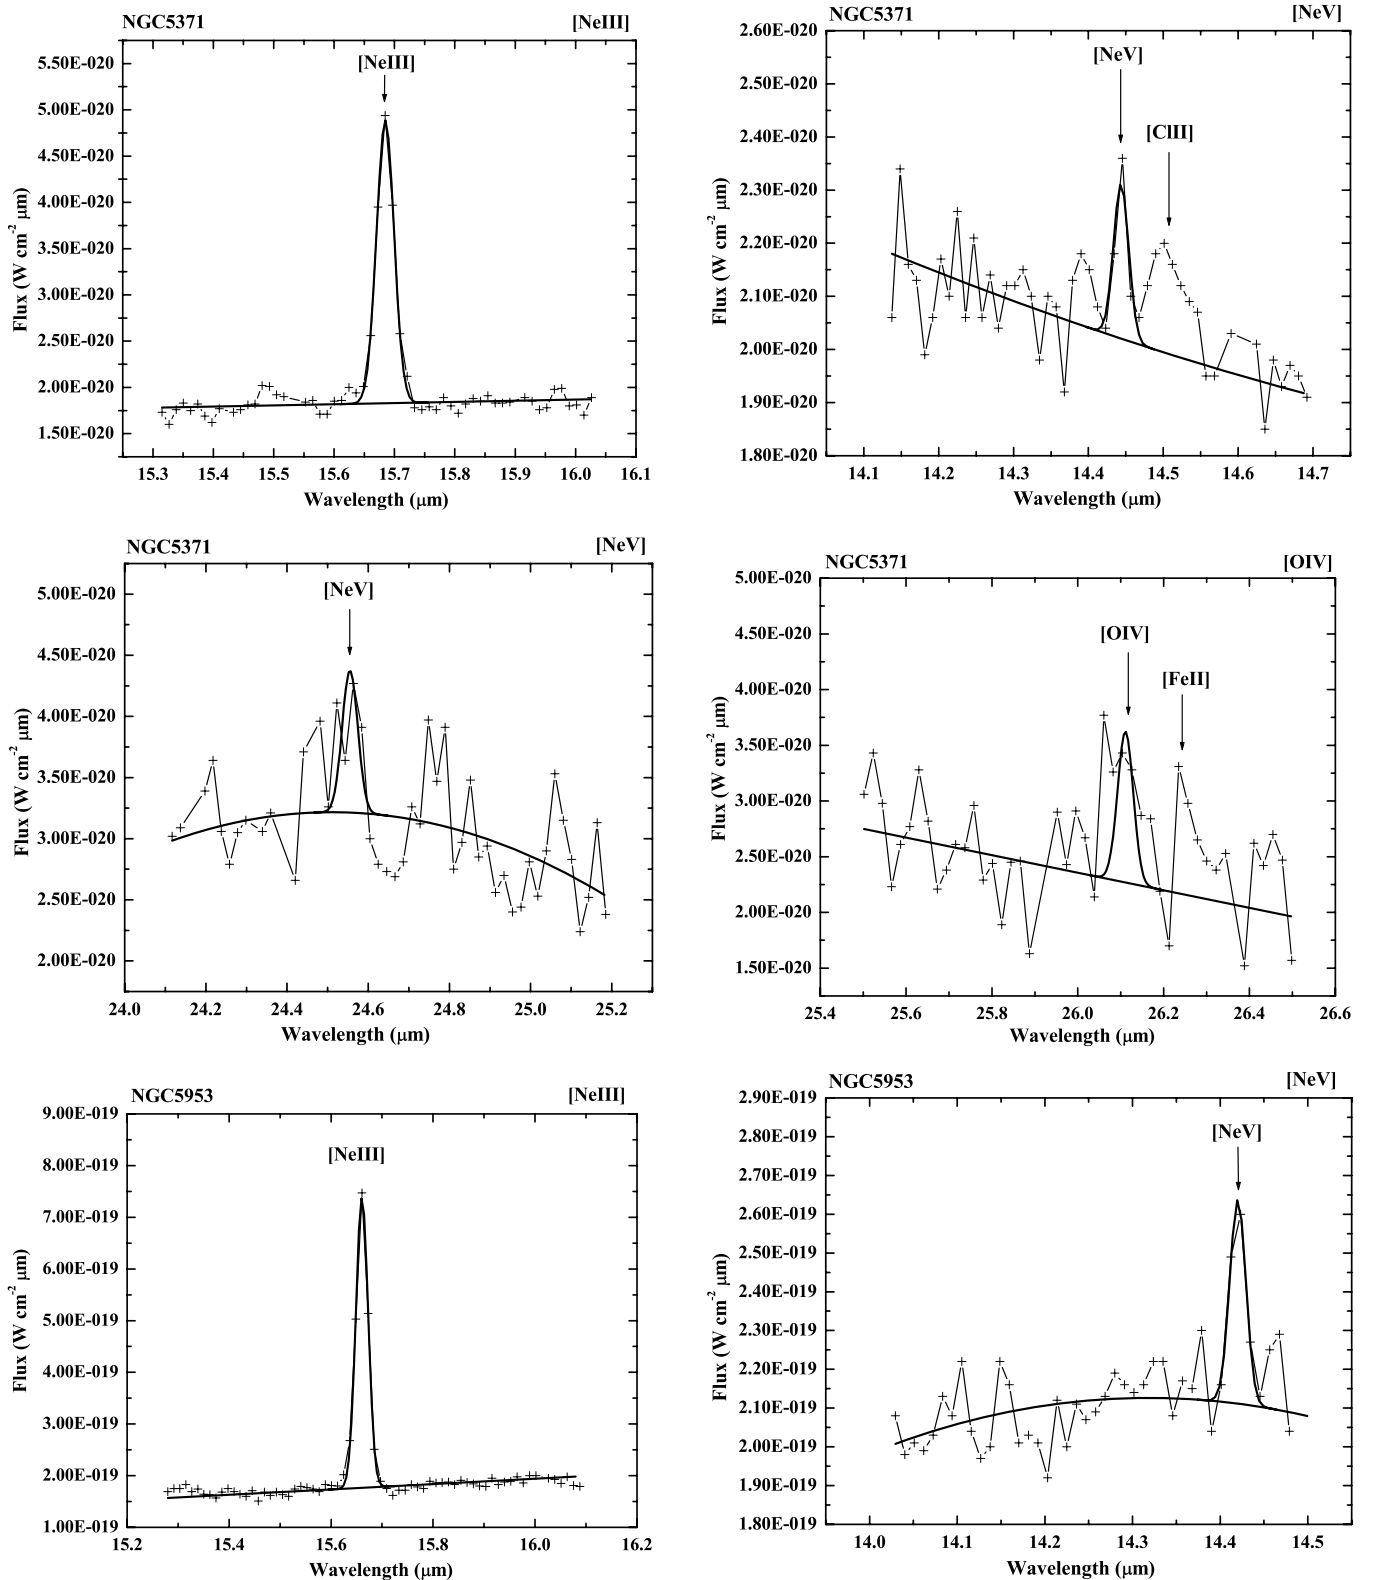 NGC5371 [NeIII]
[NeIII]
5.50E-020
5.00E-020
4.50E-020
4.00E-020
3.50E-020
3.00E-020
2.50E-020
2.00E-020
1.50E-020
Flux (W cm-2 μm)
15.3 15.4 15.5 15.6 15.7 15.8 15.9 16.0 16.1
Wavelength (μm)
NGC5371 [NeV]
[NeV]
[ClII]
2.60E-020
2.50E-020
2.40E-020
2.30E-020
2.20E-020
2.10E-020
2.00E-020
1.90E-020
1.80E-020
Flux (W cm-2 μm)
14.1 14.2 14.3 14.4 14.5 14.6 14.7
Wavelength (μm)
NGC5371 [NeV]
[NeV]
5.00E-020
4.50E-020
4.00E-020
3.50E-020
3.00E-020
2.50E-020
2.00E-020
Flux (W cm-2 μm)
24.0 24.2 24.4 24.6 24.8 25.0 25.2
Wavelength (μm)
NGC5371 [OIV]
[OIV]
[FeII]
5.00E-020
4.50E-020
4.00E-020
3.50E-020
3.00E-020
2.50E-020
2.00E-020
1.50E-020
Flux (W cm-2 μm)
25.4 25.6 25.8 26.0 26.2 26.4 26.6
Wavelength (μm)
NGC5953 [NeIII]
[NeIII]
9.00E-019
8.00E-019
7.00E-019
6.00E-019
5.00E-019
4.00E-019
3.00E-019
2.00E-019
1.00E-019
Flux (W cm-2 μm)
15.2 15.4 15.6 15.8 16.0 16.2
Wavelength (μm)
NGC5953 [NeV]
[NeV]
2.90E-019
2.80E-019
2.70E-019
2.60E-019
2.50E-019
2.40E-019
2.30E-019
2.20E-019
2.10E-019
2.00E-019
1.90E-019
1.80E-019
Flux (W cm-2 μm)
14.0 14.1 14.2 14.3 14.4 14.5
Wavelength (μm)